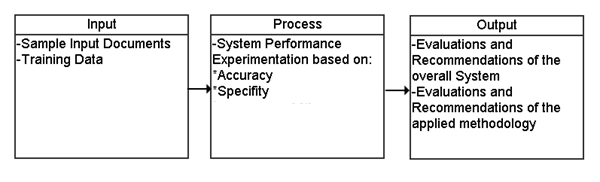 Input
-Sample Input Documents
-Training Data
Process
-System Performance
Experimentation based on:
*Accuracy
*Specifity
Output
-Evaluations and
Recommendations of the
overall System
-Evaluations and
Recommendations of the
applied methodology